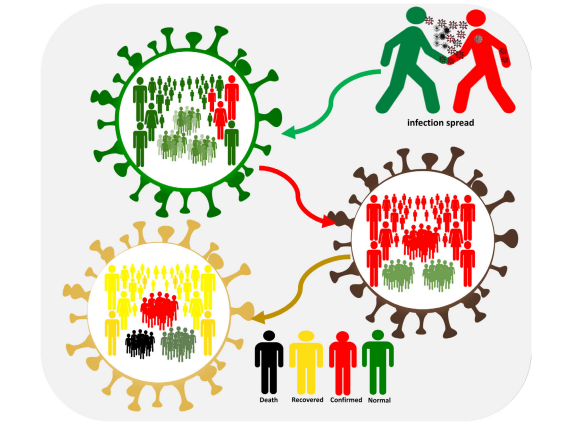 infection spread
Death Recovered Confirmed Normal